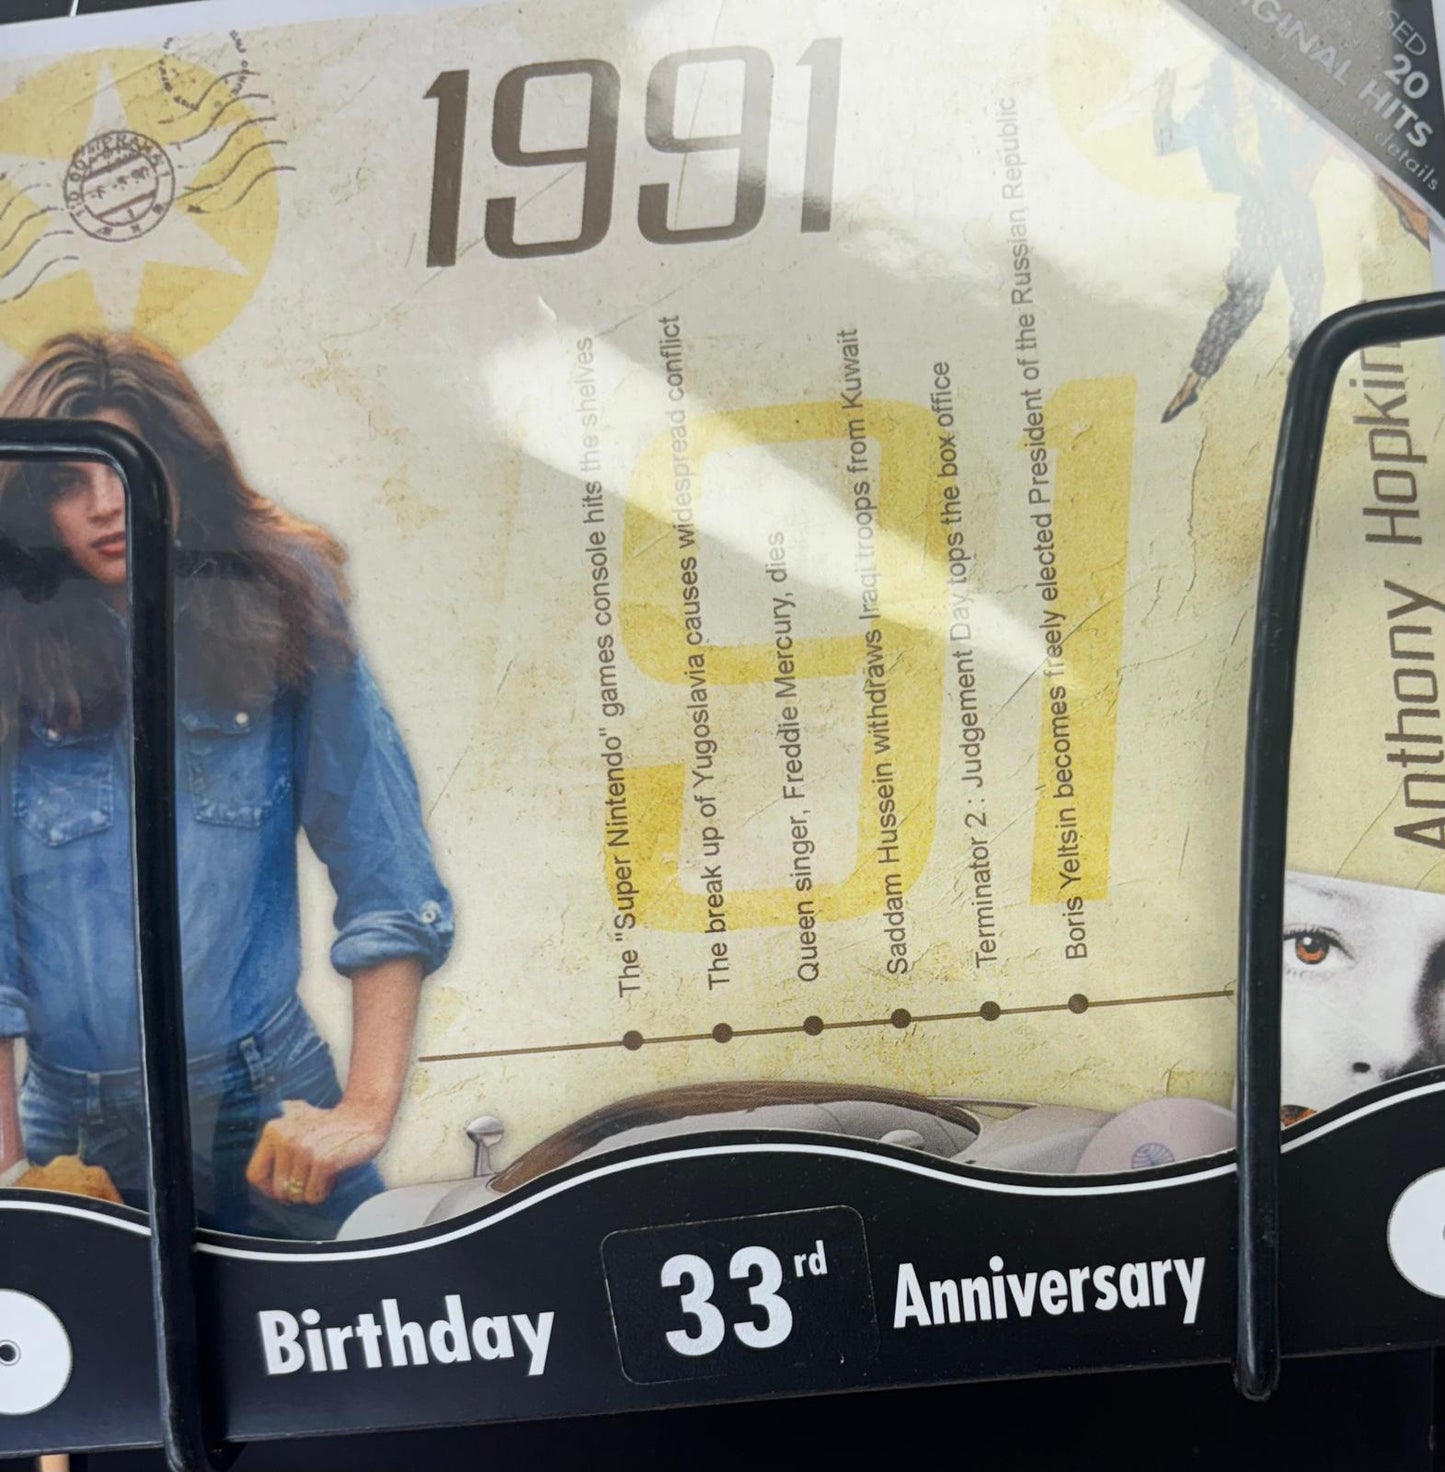 1991
ORIGINAL
20
HITS
details
The "Super Nintendo" games console hits the shelves
The break up of Yugoslavia causes widespread conflict
Queen singer, Freddie Mercury, dies
Saddam Hussein withdraws Iraqi troops from Kuwait
Terminator 2 : Judgement Day tops the box office
Boris Yeltsin becomes freely elected President of the Russian Republic
91
Anthony Hopkin
Birthday 33rd Anniversary